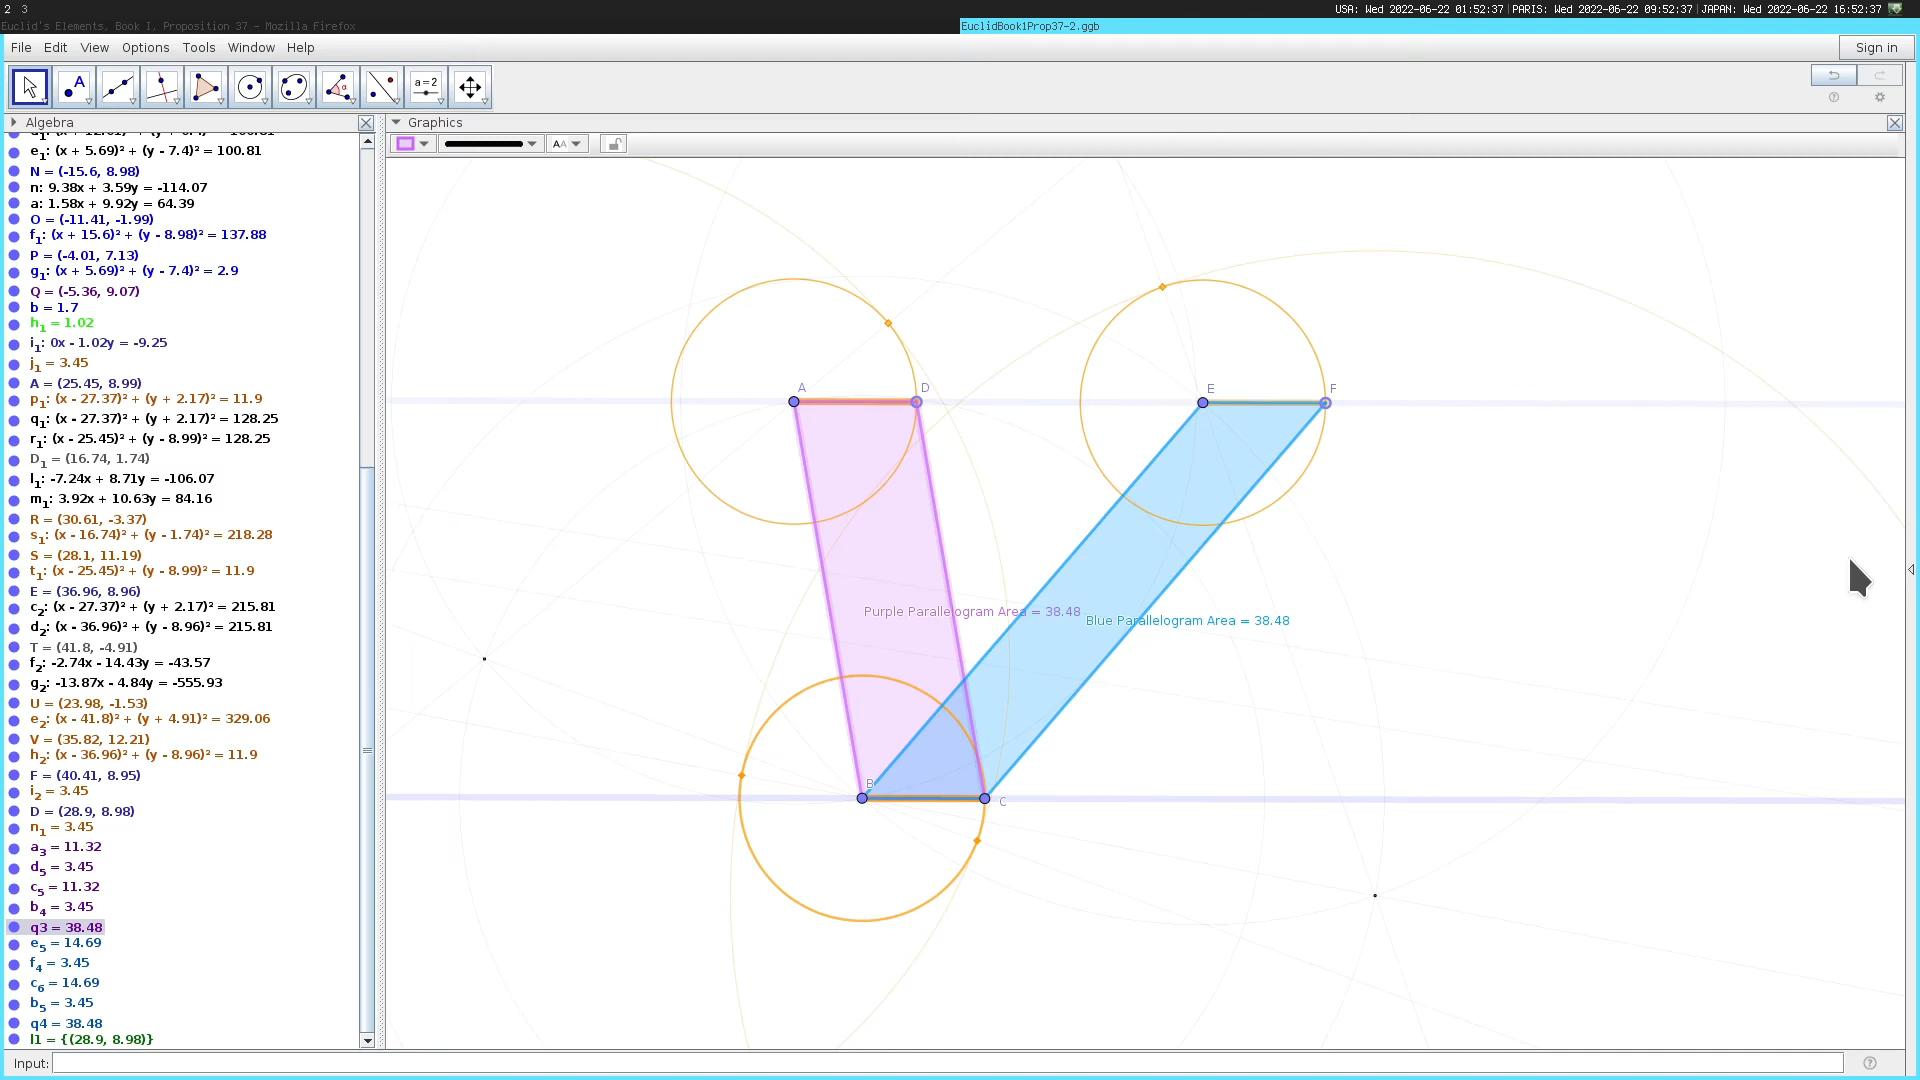 2 3
USA: Wed 2022-06-22 01:52:37 | PARIS: Wed 2022-06-22 09:52:37 | JAPAN: Wed 2022-06-22 16:52:37
Euclid's Elements, Book I, Proposition 37 - Mozilla Firefox
EuclidBook1Prop37-2.ggb
File Edit View Options Tools Window Help
Sign in
A
α
a=2
Algebra
Graphics
AA
e₁: (x + 5.69)² + (y - 7.4)² = 100.81
N = (-15.6, 8.98)
n: 9.38x + 3.59y = -114.07
a: 1.58x + 9.92y = 64.39
O = (-11.41, -1.99)
f₁: (x + 15.6)² + (y - 8.98)² = 137.88
P = (-4.01, 7.13)
g₁: (x + 5.69)² + (y - 7.4)² = 2.9
Q = (-5.36, 9.07)
b = 1.7
h₁ = 1.02
i₁: 0x - 1.02y = -9.25
j₁ = 3.45
A = (25.45, 8.99)
p₁: (x - 27.37)² + (y + 2.17)² = 11.9
q₁: (x - 27.37)² + (y + 2.17)² = 128.25
r₁: (x - 25.45)² + (y - 8.99)² = 128.25
D₁ = (16.74, 1.74)
l₁: -7.24x + 8.71y = -106.07
m₁: 3.92x + 10.63y = 84.16
R = (30.61, -3.37)
s₁: (x - 16.74)² + (y - 1.74)² = 218.28
S = (28.1, 11.19)
t₁: (x - 25.45)² + (y - 8.99)² = 11.9
E = (36.96, 8.96)
c₂: (x - 27.37)² + (y + 2.17)² = 215.81
d₂: (x - 36.96)² + (y - 8.96)² = 215.81
T = (41.8, -4.91)
f₂: -2.74x - 14.43y = -43.57
g₂: -13.87x - 4.84y = -555.93
U = (23.98, -1.53)
e₂: (x - 41.8)² + (y + 4.91)² = 329.06
V = (35.82, 12.21)
h₂: (x - 36.96)² + (y - 8.96)² = 11.9
F = (40.41, 8.95)
i₂ = 3.45
D = (28.9, 8.98)
n₁ = 3.45
a₃ = 11.32
d₅ = 3.45
c₅ = 11.32
b₄ = 3.45
q3 = 38.48
e₅ = 14.69
f₄ = 3.45
c₆ = 14.69
b₅ = 3.45
q4 = 38.48
l1 = {(28.9, 8.98)}
A
D
E
F
Purple Parallelogram Area = 38.48
Blue Parallelogram Area = 38.48
B
C
Input: